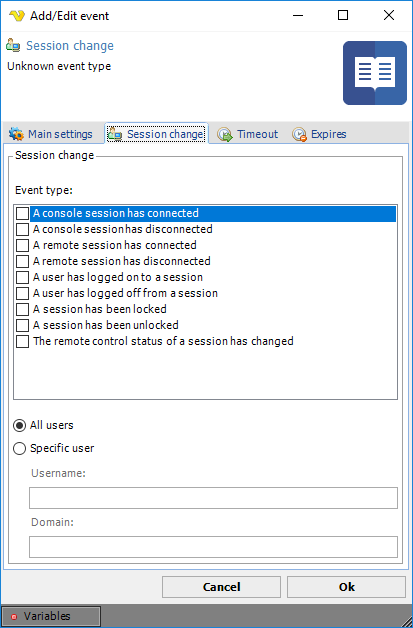 Add/Edit event
Session change
Unknown event type
Main settings Session change Timeout Expires
Session change
Event type:
A console session has connected
A console session has disconnected
A remote session has connected
A remote session has disconnected
A user has logged on to a session
A user has logged off from a session
A session has been locked
A session has been unlocked
The remote control status of a session has changed
All users
Specific user
Username:
Domain:
Cancel Ok
Variables